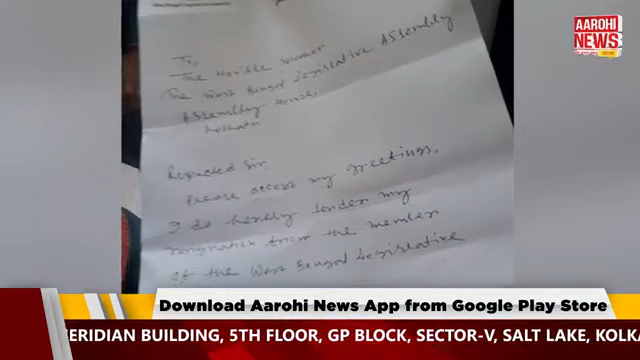 To,
The Hon'ble
The West Bengal Legislative Assembly
Assembly House,
Kolkata
Respected Sir,
Please accept my greetings,
I do hereby tender my
resignation from the member
of the West Bengal Legislative
AAROHI
NEWS
Download Aarohi News App from Google Play Store
ERIDIAN BUILDING, 5TH FLOOR, GP BLOCK, SECTOR-V, SALT LAKE, KOLKA